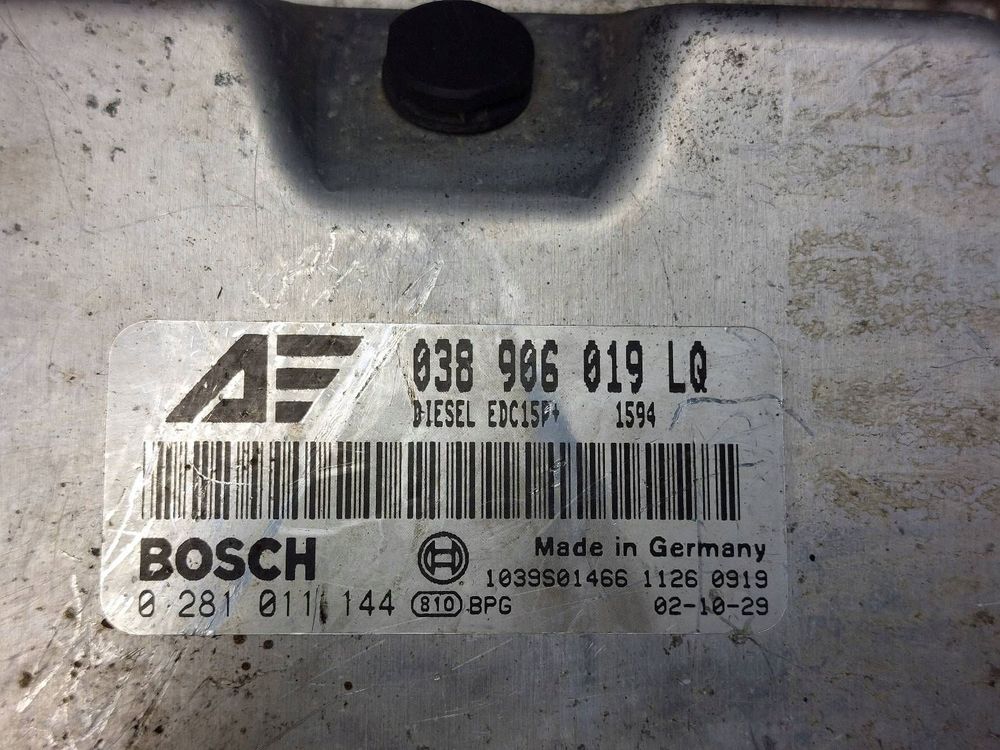 AE 038 906 019 LQ
DIESEL EDC15P+ 1594
BOSCH Made in Germany
1039S01466 1126 0919
0 281 011 144 810 BPG 02-10-29